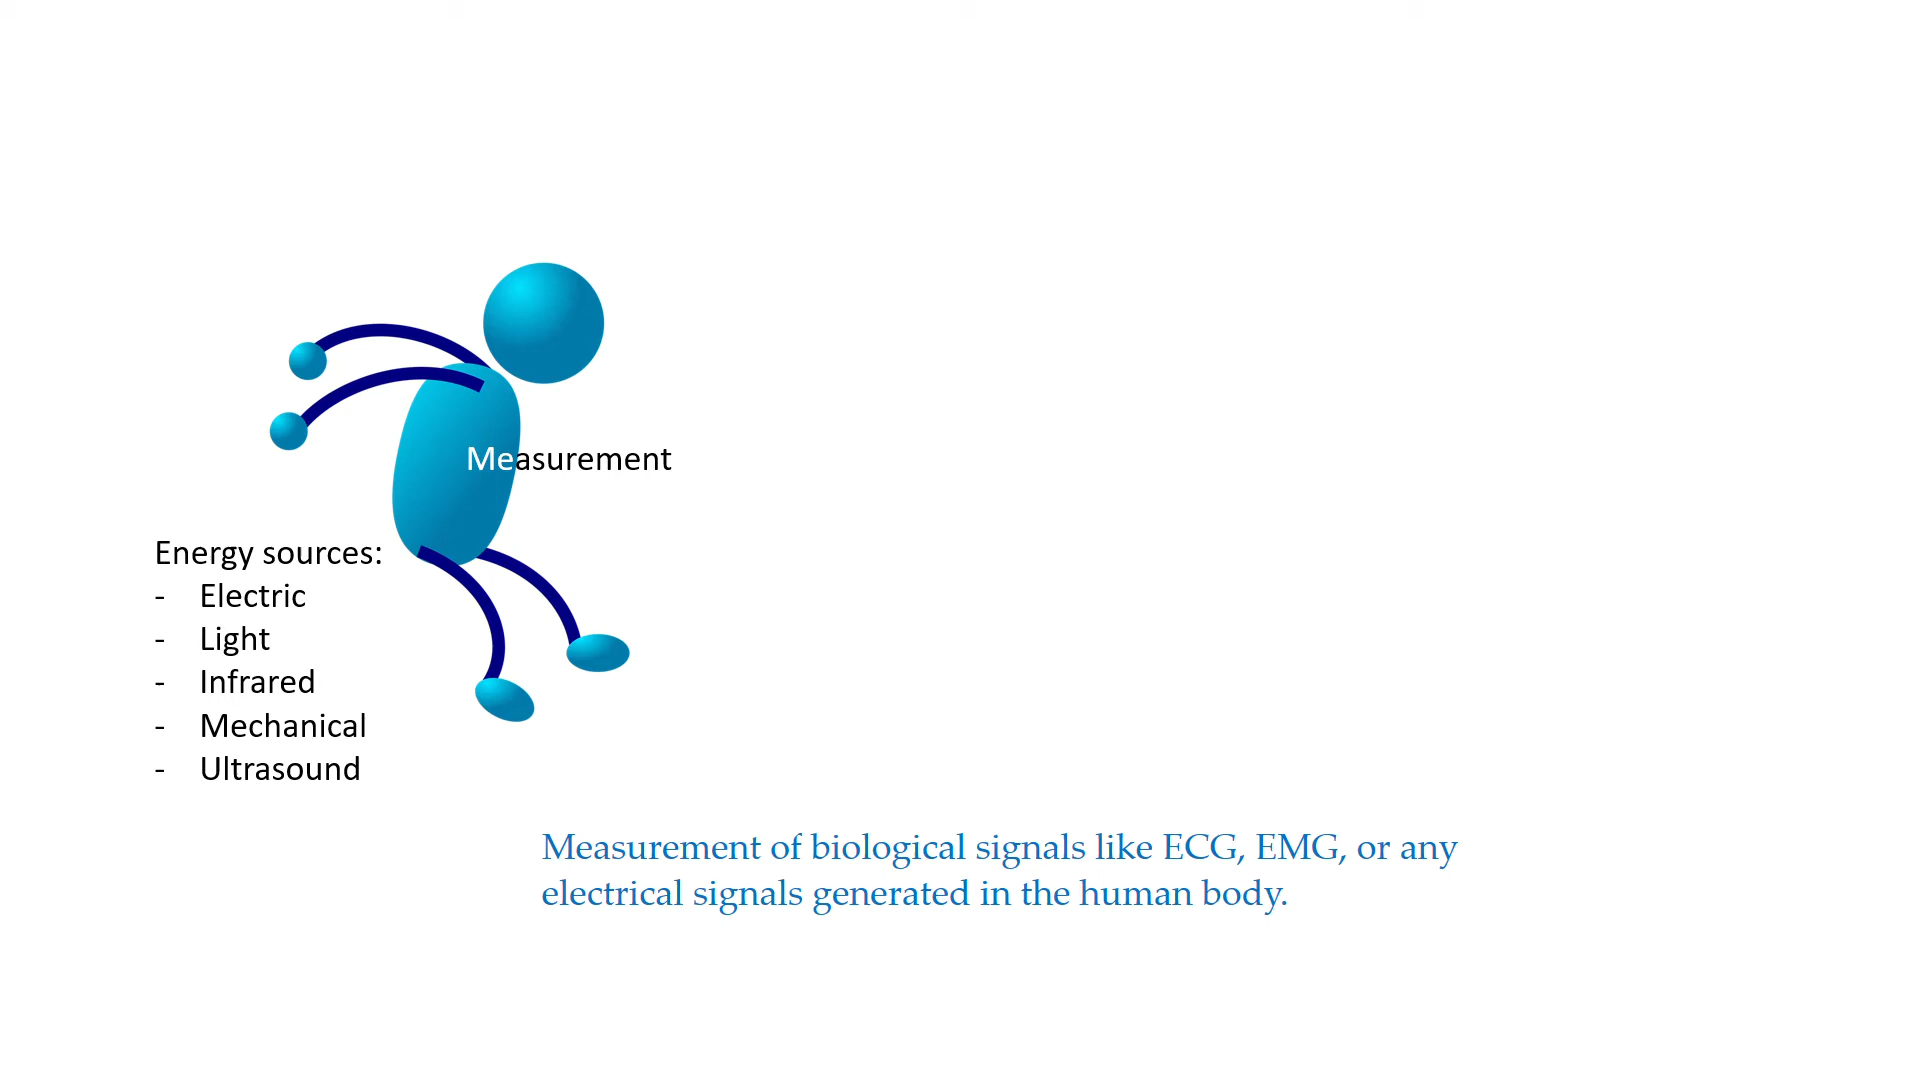 Measurement
Energy sources:
- Electric
- Light
- Infrared
- Mechanical
- Ultrasound
Measurement of biological signals like ECG, EMG, or any
electrical signals generated in the human body.